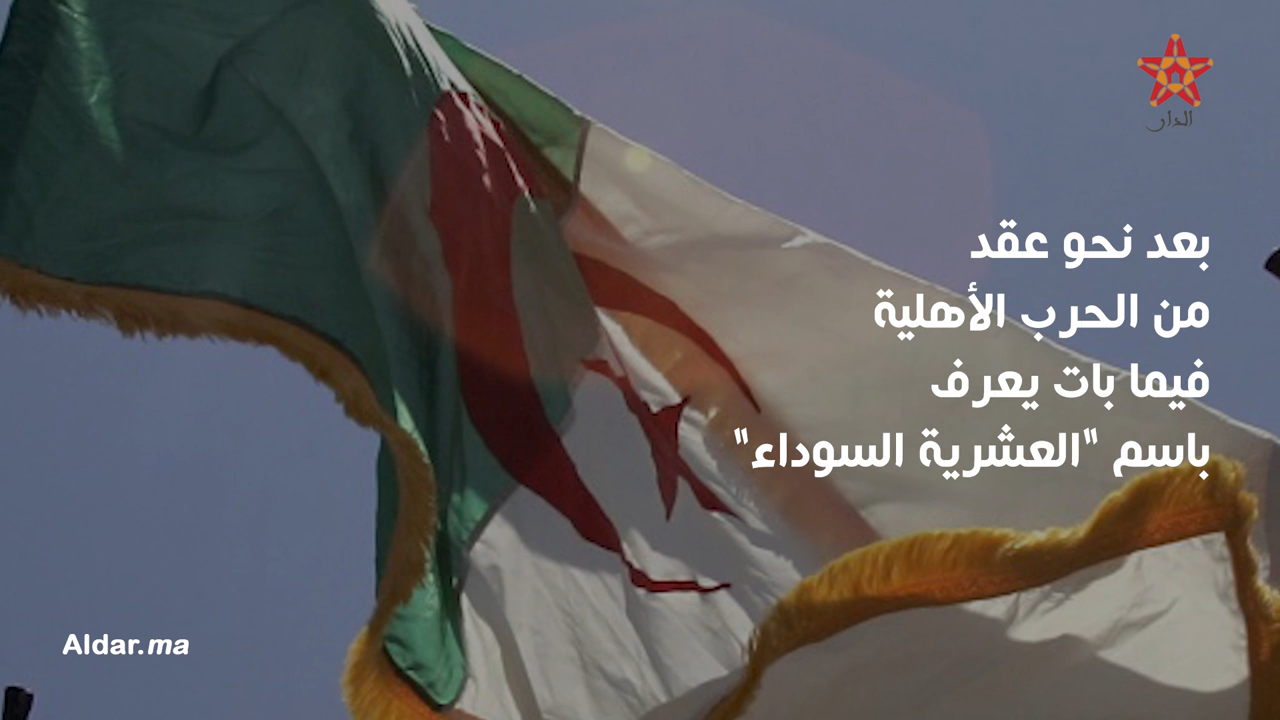 الدار
بعد نحو عقد
من الحرب الأهلية
فيما بات يعرف
باسم "العشرية السوداء"
Aldar.ma